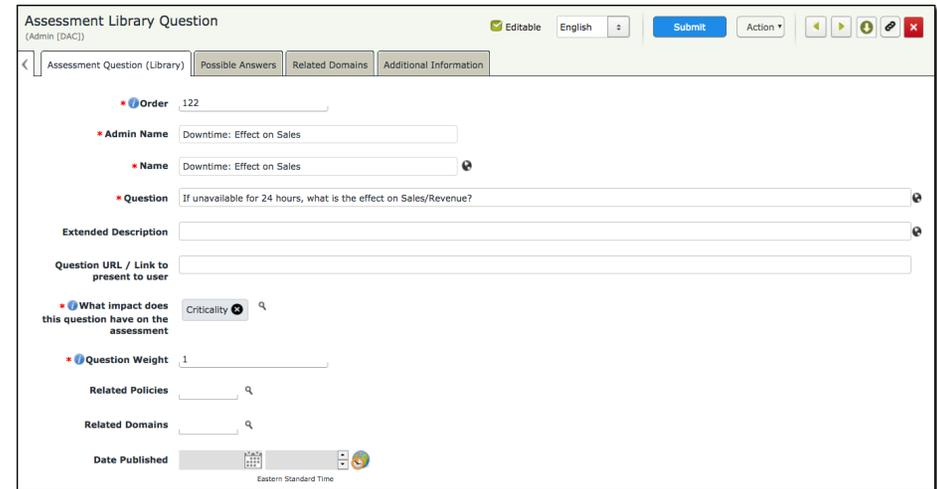 Assessment Library Question
(Admin [DAC])
Editable English Submit Action
Assessment Question (Library) Possible Answers Related Domains Additional Information
* Order 122
* Admin Name Downtime: Effect on Sales
* Name Downtime: Effect on Sales
* Question If unavailable for 24 hours, what is the effect on Sales/Revenue?
Extended Description
Question URL / Link to
present to user
* What impact does
this question have on the
assessment
Criticality
* Question Weight 1
Related Policies
Related Domains
Date Published
Eastern Standard Time